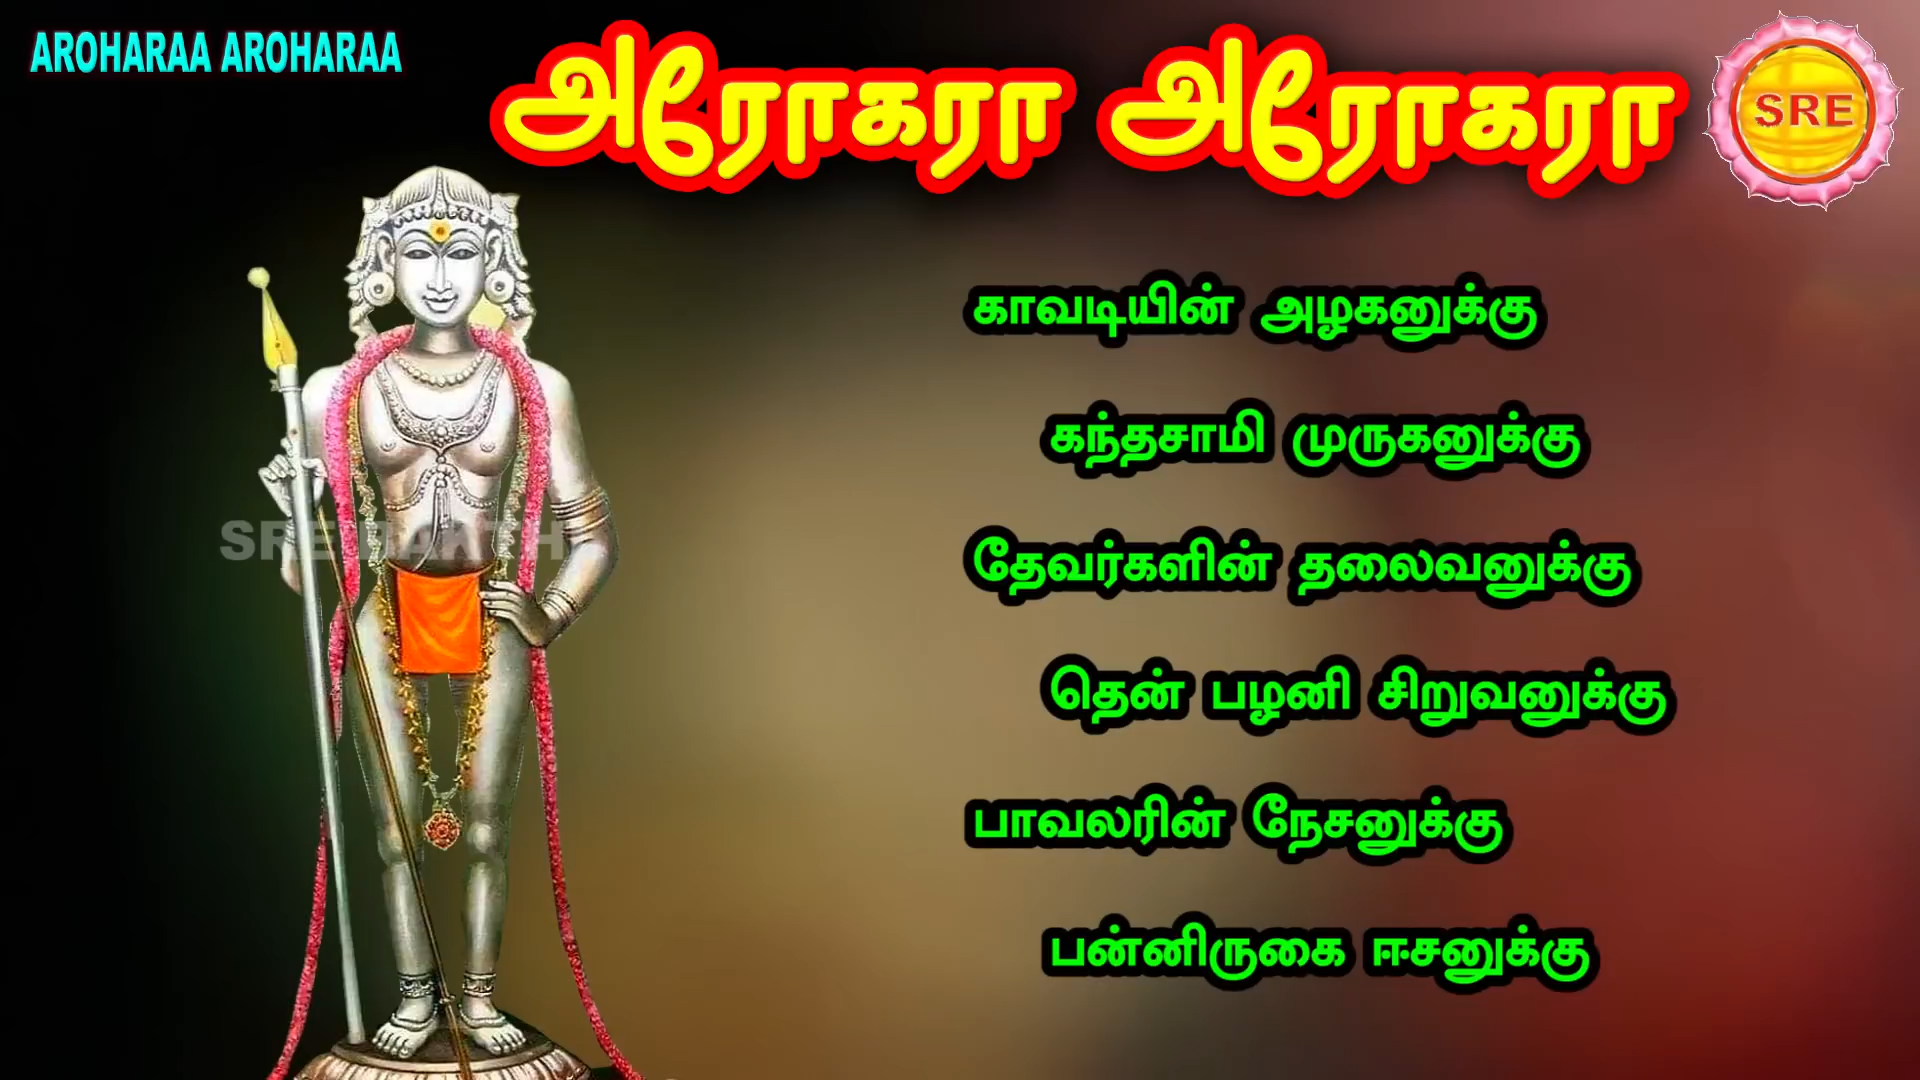 AROHARAA AROHARAA
அரோகரா அரோகரா
SRE
காவடியின் அழகனுக்கு
கந்தசாமி முருகனுக்கு
தேவர்களின் தலைவனுக்கு
SRE
தென் பழனி சிறுவனுக்கு
பாவலரின் நேசனுக்கு
பன்னிருகை ஈசனுக்கு